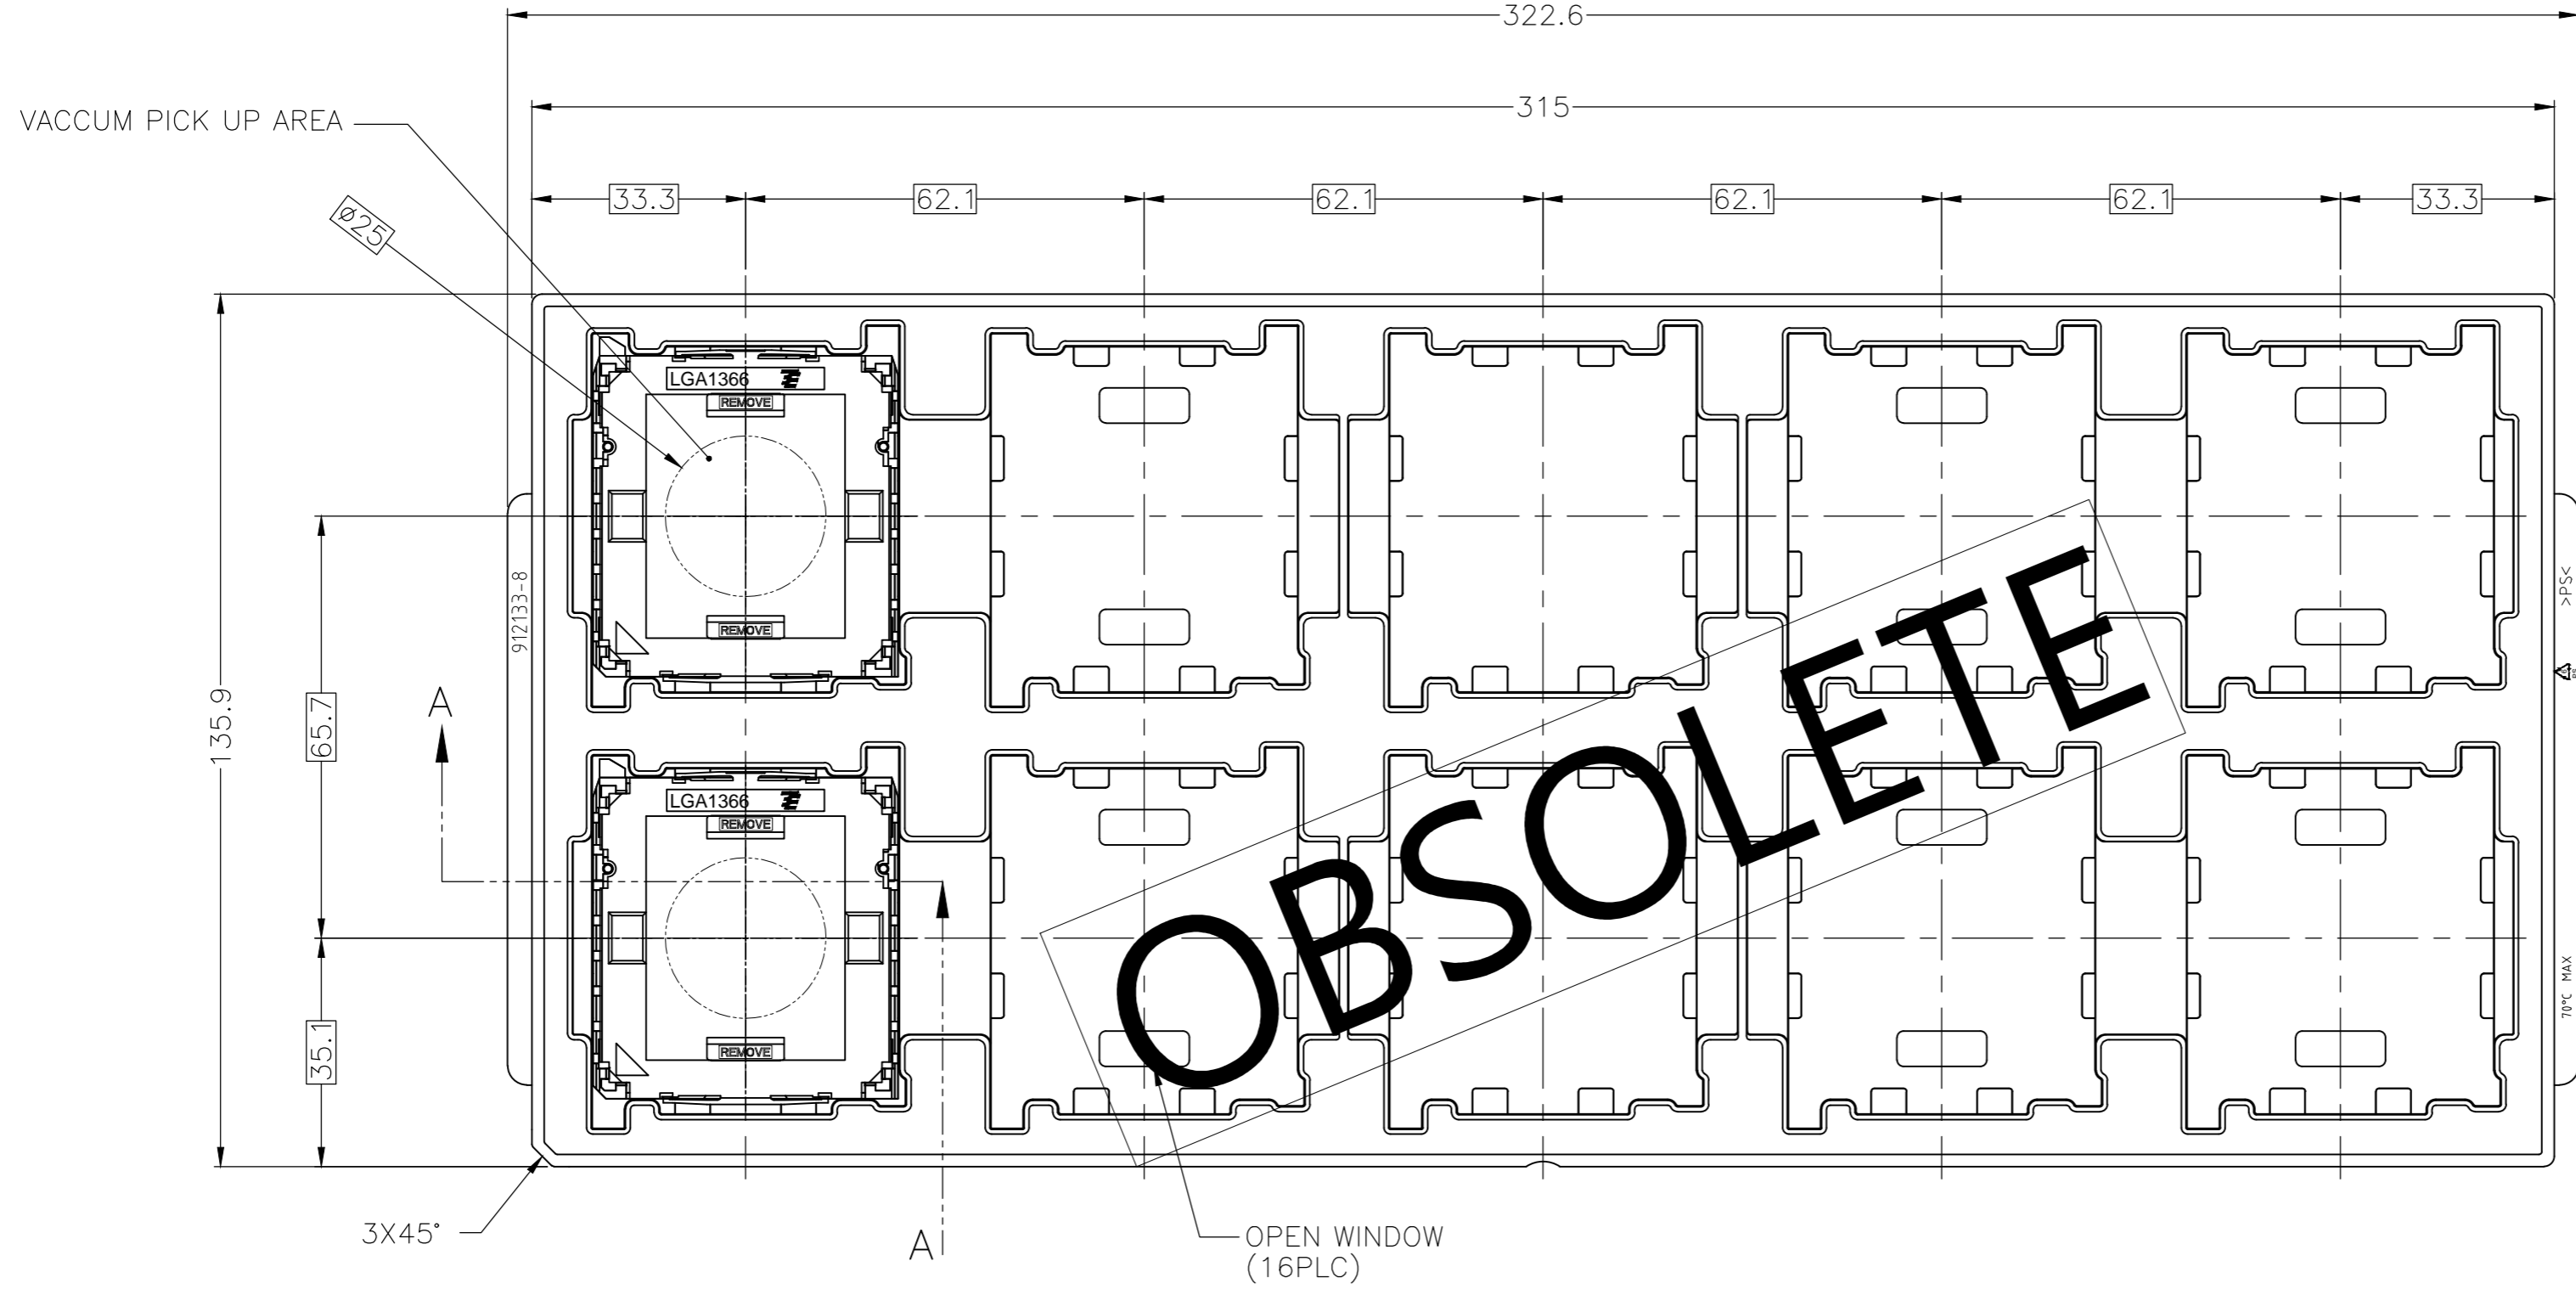 322.6
315
VACCUM PICK UP AREA
33.3
62.1
62.1
62.1
62.1
33.3
ø25
LGA1366
REMOVE
REMOVE
912133-8
>PS<
135.9
65.7
A
LGA1366
REMOVE
REMOVE
OBSOLETE
35.1
70°C MAX
3X45°
A
OPEN WINDOW
(16PLC)